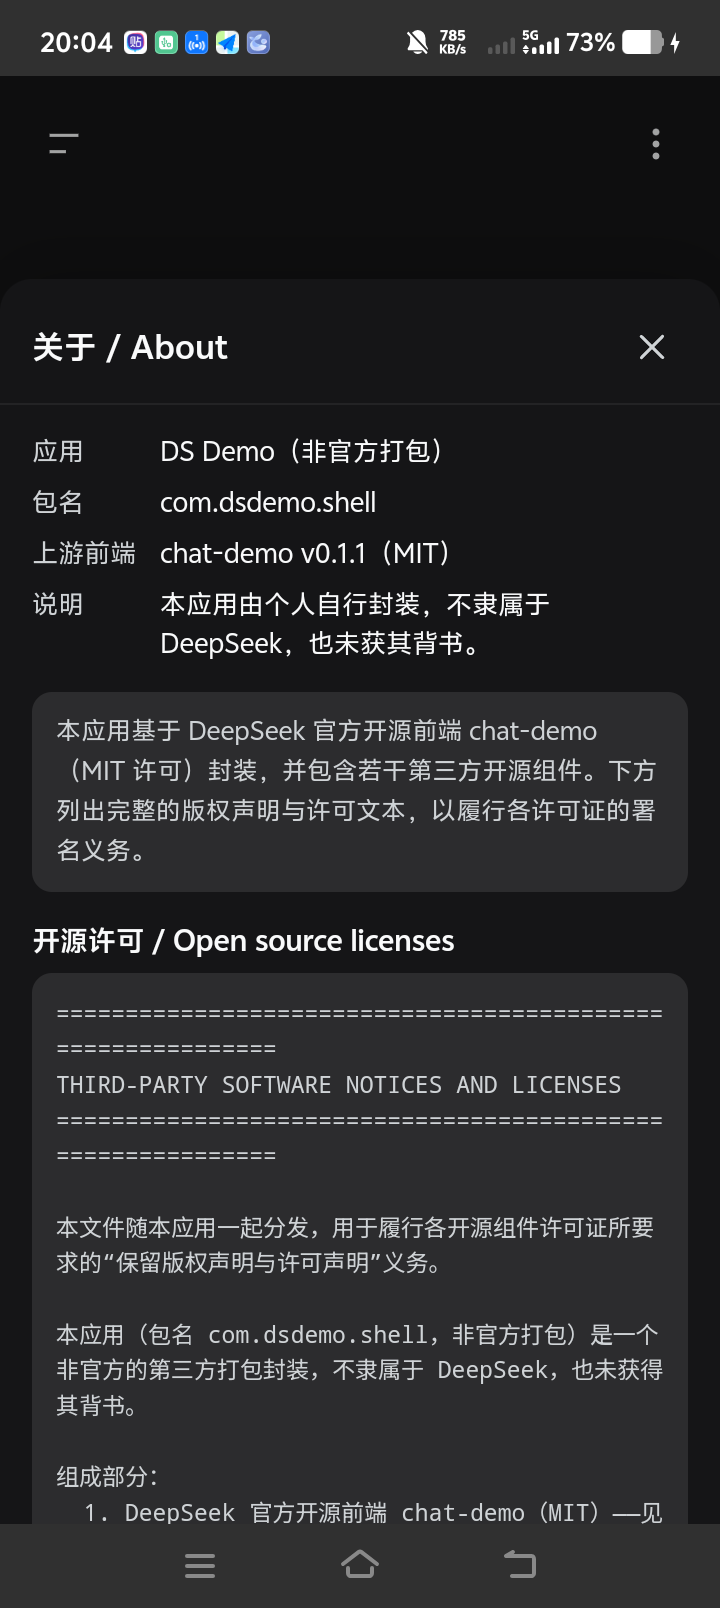 20:04 贴 785 KB/s 5G 73%
关于 / About
应用 DS Demo（非官方打包）
包名 com.dsdemo.shell
上游前端 chat-demo v0.1.1（MIT）
说明 本应用由个人自行封装，不隶属于
DeepSeek，也未获其背书。
本应用基于 DeepSeek 官方开源前端 chat-demo
（MIT 许可）封装，并包含若干第三方开源组件。下方
列出完整的版权声明与许可文本，以履行各许可证的署
名义务。
开源许可 / Open source licenses
============================================
================
THIRD-PARTY SOFTWARE NOTICES AND LICENSES
============================================
================
本文件随本应用一起分发，用于履行各开源组件许可证所要
求的“保留版权声明与许可声明”义务。
本应用（包名 com.dsdemo.shell，非官方打包）是一个
非官方的第三方打包封装，不隶属于 DeepSeek，也未获得
其背书。
组成部分：
1. DeepSeek 官方开源前端 chat-demo（MIT）——见